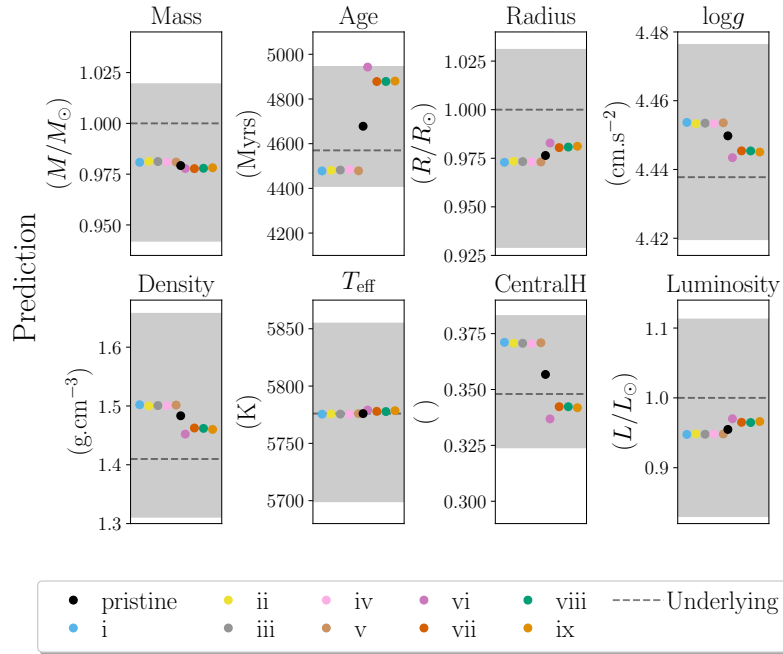 Prediction
Mass
(M/M⊙)
1.025
1.000
0.975
0.950
Age
(Myrs)
5000
4800
4600
4400
4200
Radius
(R/R⊙)
1.025
1.000
0.975
0.950
0.925
logg
(cm.s⁻²)
4.48
4.46
4.44
4.42
Density
(g.cm⁻³)
1.6
1.5
1.4
1.3
Teff
(K)
5850
5800
5750
5700
CentralH
( )
0.375
0.350
0.325
0.300
Luminosity
(L/L⊙)
1.1
1.0
0.9
pristine ii iv vi viii Underlying
i iii v vii ix